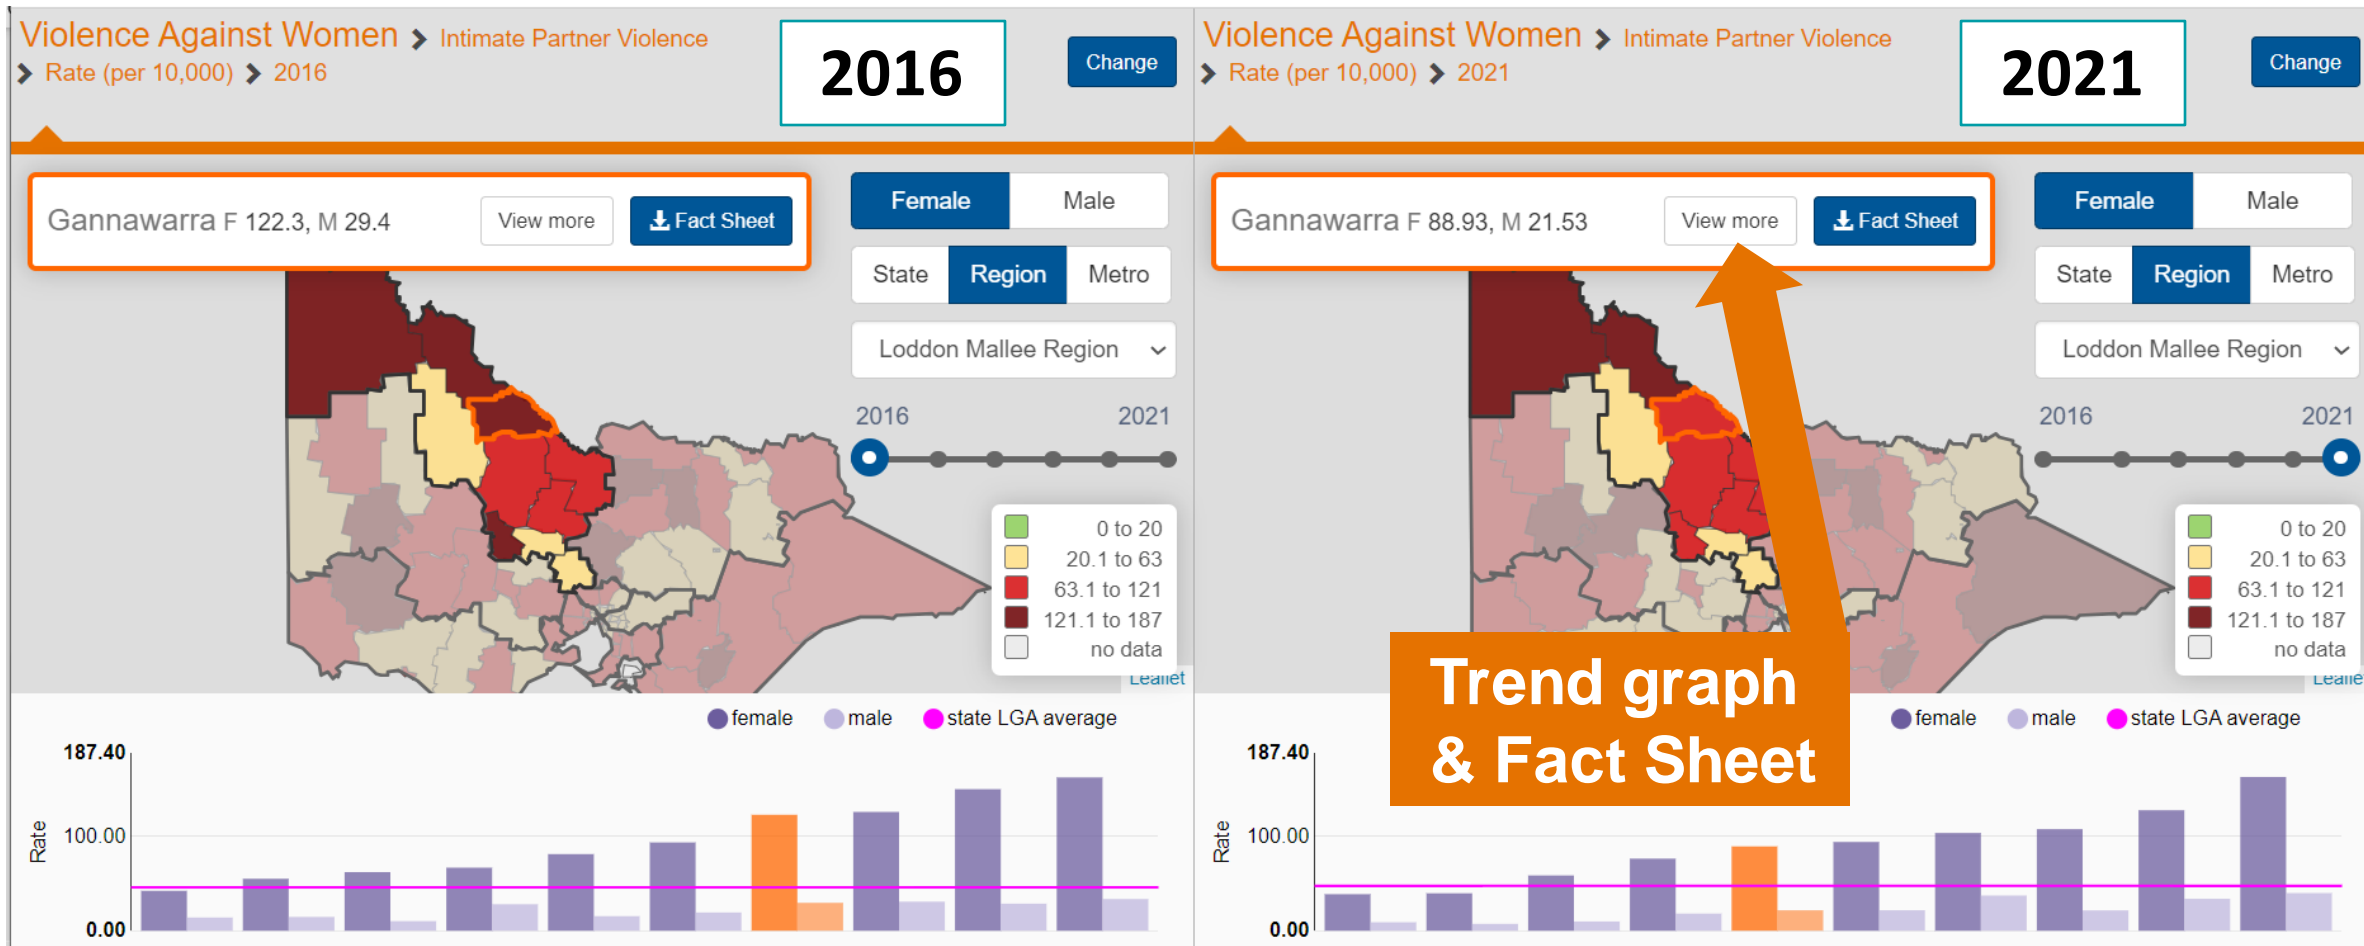 Violence Against Women > Intimate Partner Violence
> Rate (per 10,000) > 2016
2016
Change
Gannawarra F 122.3, M 29.4
View more
Fact Sheet
Female
Male
State
Region
Metro
Loddon Mallee Region
2016
2021
0 to 20
20.1 to 63
63.1 to 121
121.1 to 187
no data
Leaflet
female
male
state LGA average
187.40
100.00
0.00
Rate
Violence Against Women > Intimate Partner Violence
> Rate (per 10,000) > 2021
2021
Change
Gannawarra F 88.93, M 21.53
View more
Fact Sheet
Female
Male
State
Region
Metro
Loddon Mallee Region
2016
2021
0 to 20
20.1 to 63
63.1 to 121
121.1 to 187
no data
Leafle
Trend graph
& Fact Sheet
female
male
state LGA average
187.40
100.00
0.00
Rate